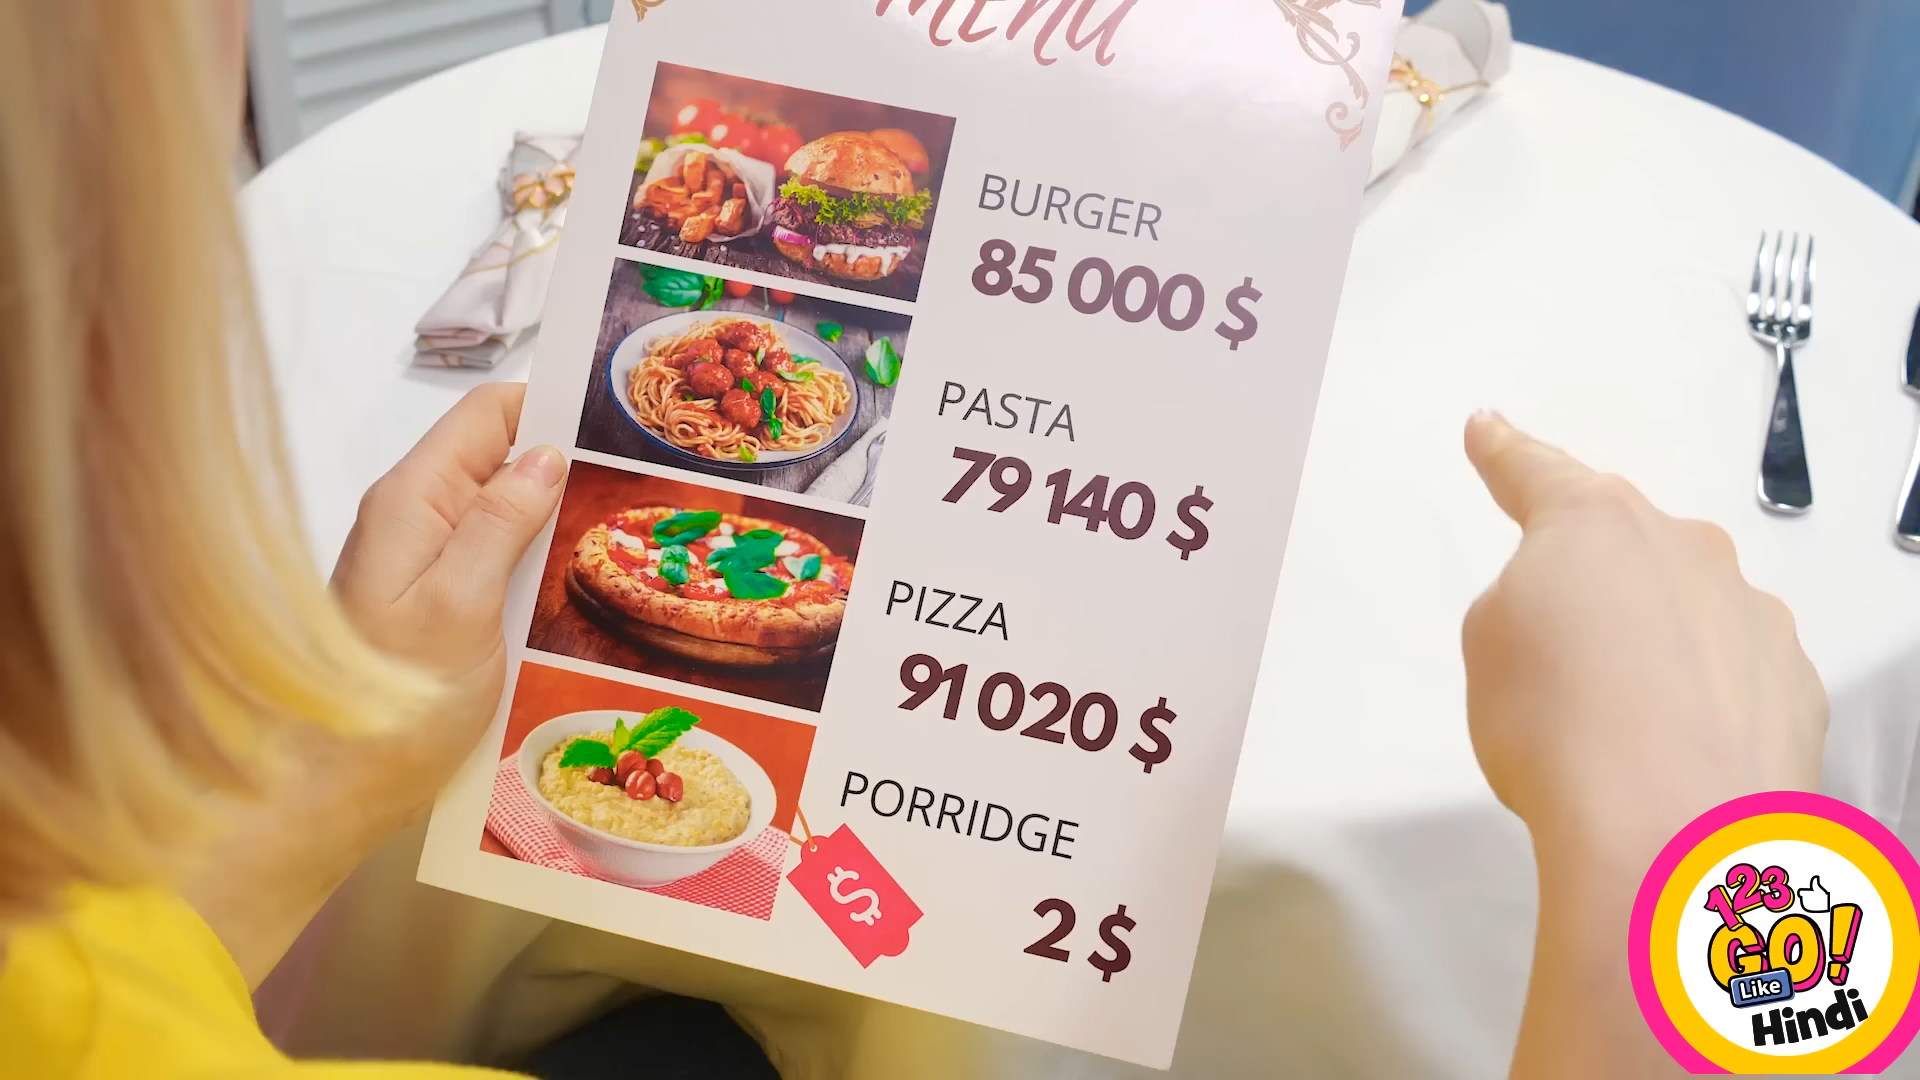 MENU
BURGER
85 000 $
PASTA
79 140 $
PIZZA
91 020 $
PORRIDGE
$
2 $
123
GO!
Like
Hindi